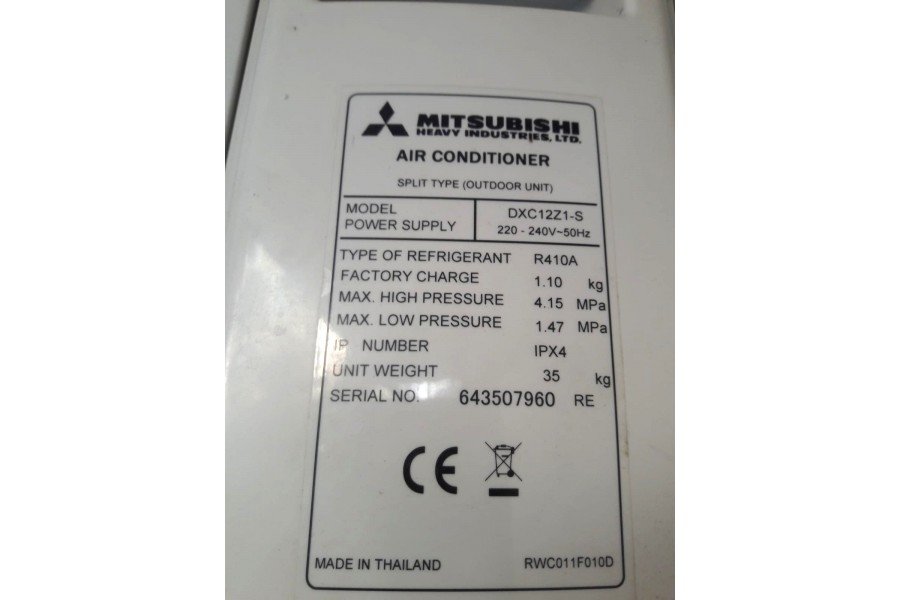 MITSUBISHI
HEAVY INDUSTRIES, LTD.
AIR CONDITIONER
SPLIT TYPE (OUTDOOR UNIT)
MODEL DXC12Z1-S
POWER SUPPLY 220 - 240V~50Hz
TYPE OF REFRIGERANT R410A
FACTORY CHARGE 1.10 kg
MAX. HIGH PRESSURE 4.15 MPa
MAX. LOW PRESSURE 1.47 MPa
IP NUMBER IPX4
UNIT WEIGHT 35 kg
SERIAL NO. 643507960 RE
CE
MADE IN THAILAND RWC011F010D